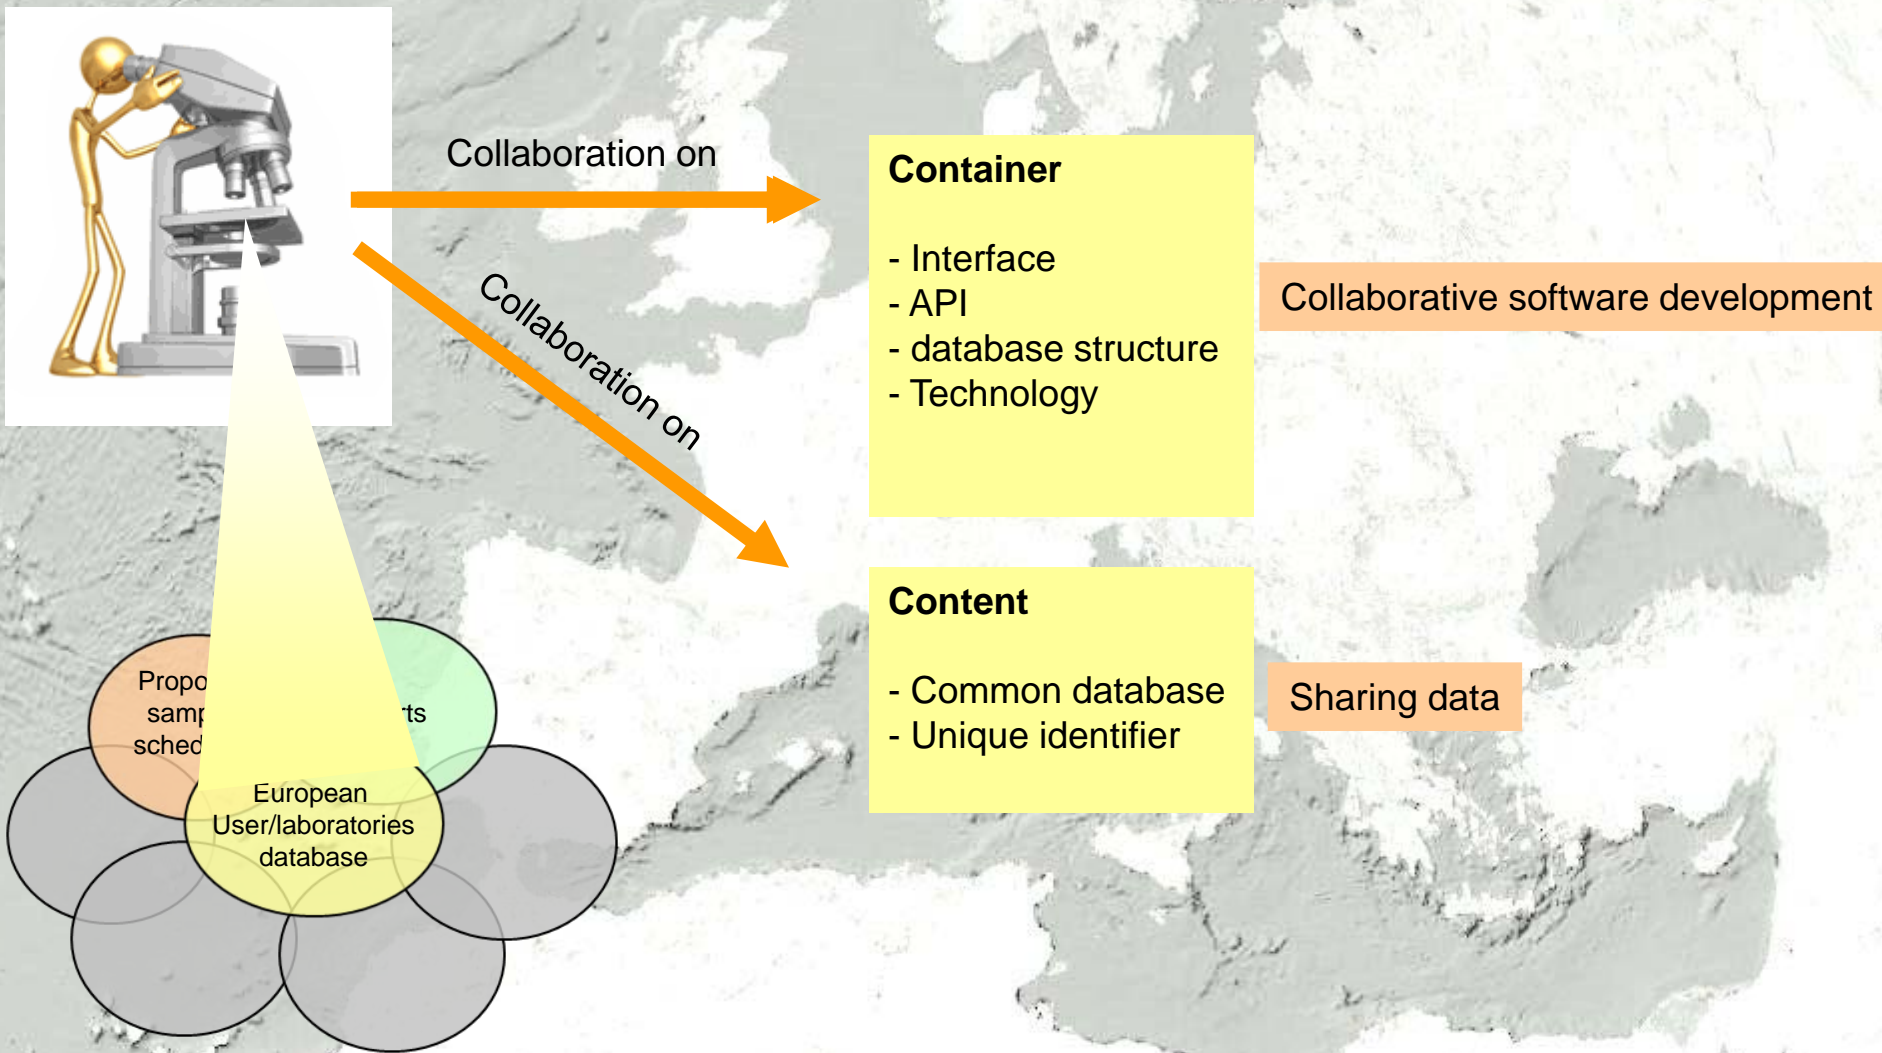 Collaboration on
Container
- Interface
- API
- database structure
- Technology
Collaborative software development
Collaboration on
Content
- Common database
- Unique identifier
Sharing data
European
User/laboratories
database